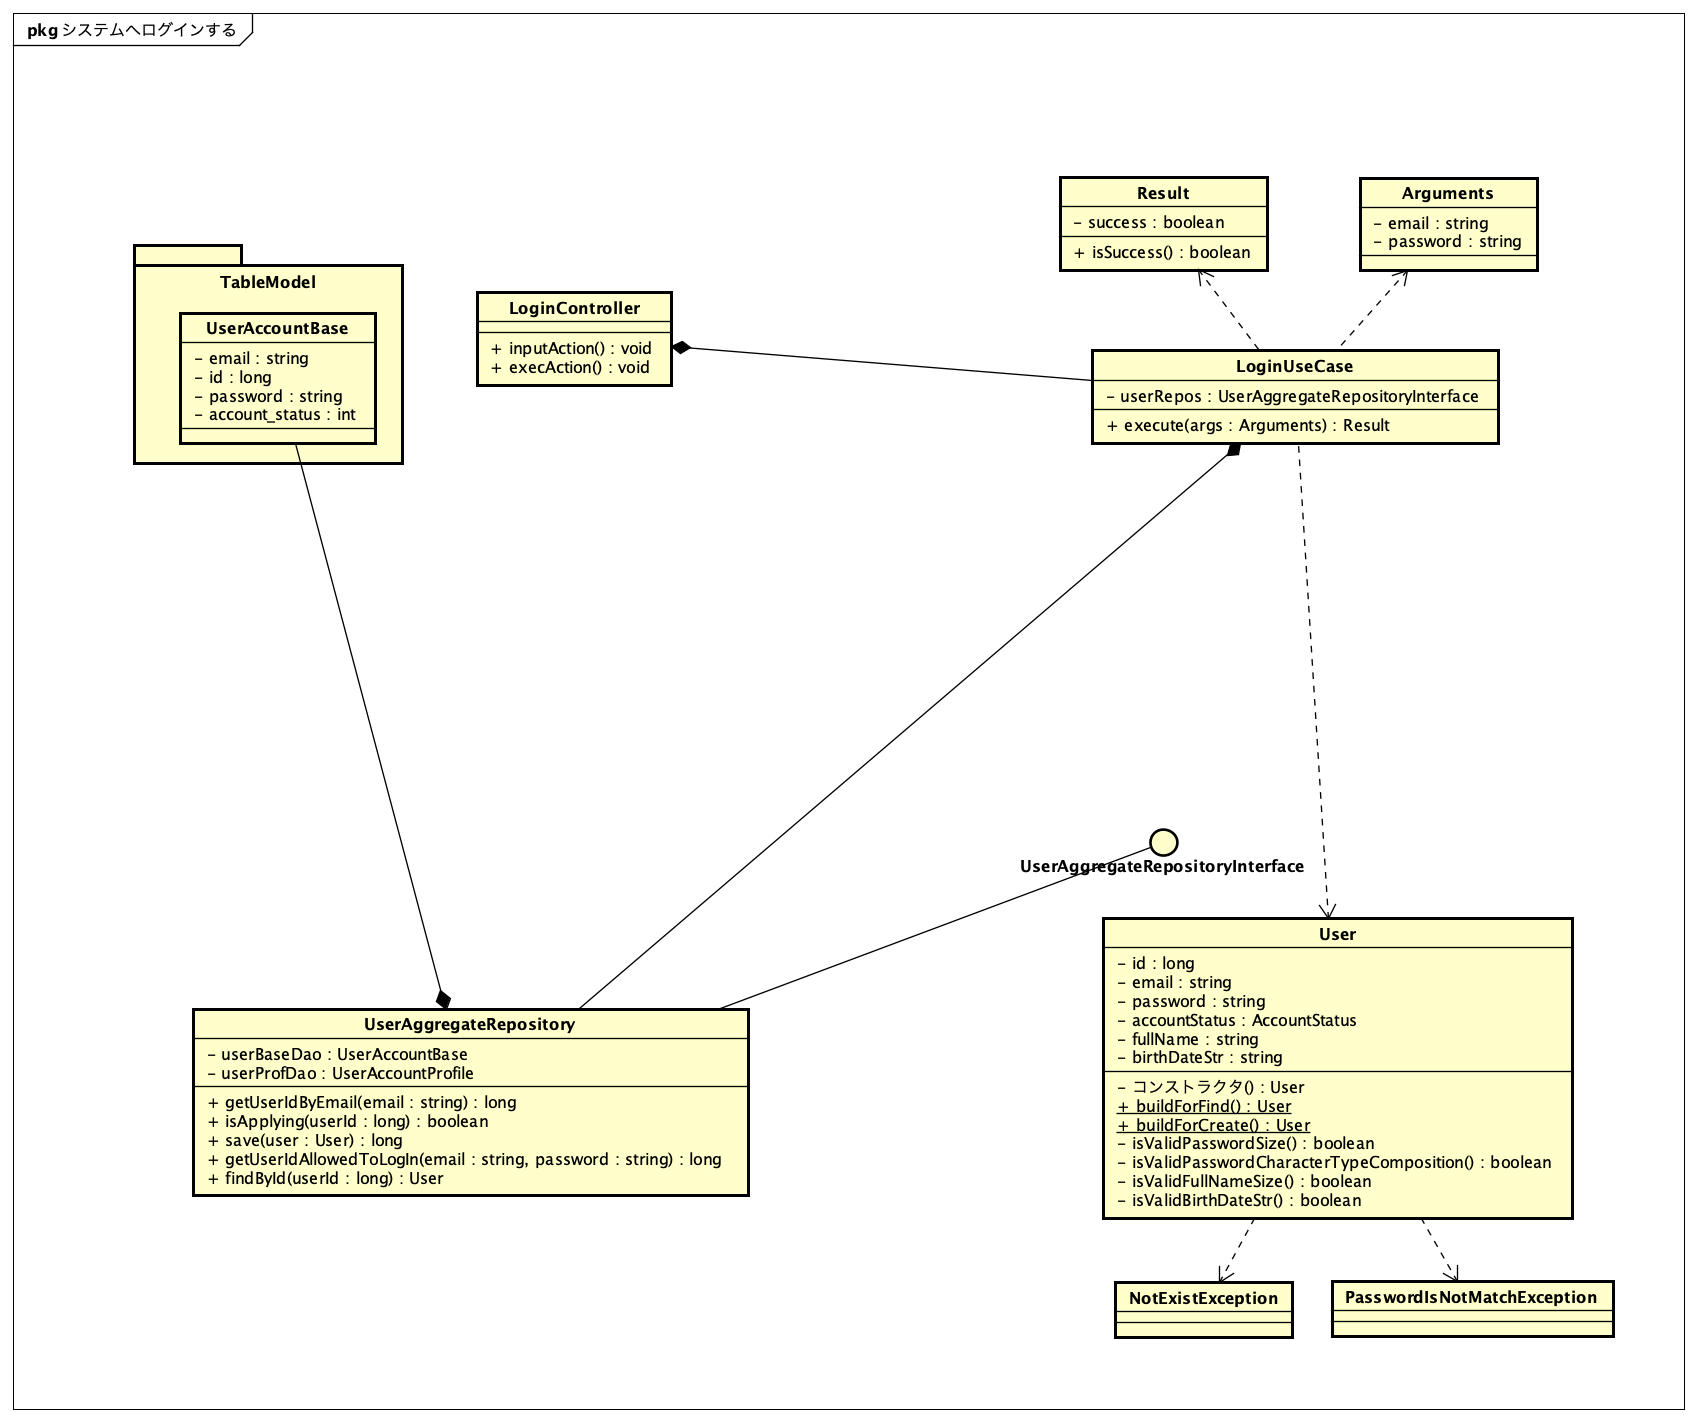 pkg システムへログインする
Result
- success : boolean
+ isSuccess() : boolean
Arguments
- email : string
- password : string
TableModel
UserAccountBase
- email : string
- id : long
- password : string
- account_status : int
LoginController
+ inputAction() : void
+ execAction() : void
LoginUseCase
- userRepos : UserAggregateRepositoryInterface
+ execute(args : Arguments) : Result
UserAggregateRepositoryInterface
User
- id : long
- email : string
- password : string
- accountStatus : AccountStatus
- fullName : string
- birthDateStr : string
- コンストラクタ() : User
+ buildForFind() : User
+ buildForCreate() : User
- isValidPasswordSize() : boolean
- isValidPasswordCharacterTypeComposition() : boolean
- isValidFullNameSize() : boolean
- isValidBirthDateStr() : boolean
UserAggregateRepository
- userBaseDao : UserAccountBase
- userProfDao : UserAccountProfile
+ getUserIdByEmail(email : string) : long
+ isApplying(userId : long) : boolean
+ save(user : User) : long
+ getUserIdAllowedToLogIn(email : string, password : string) : long
+ findById(userId : long) : User
NotExistException
PasswordIsNotMatchException